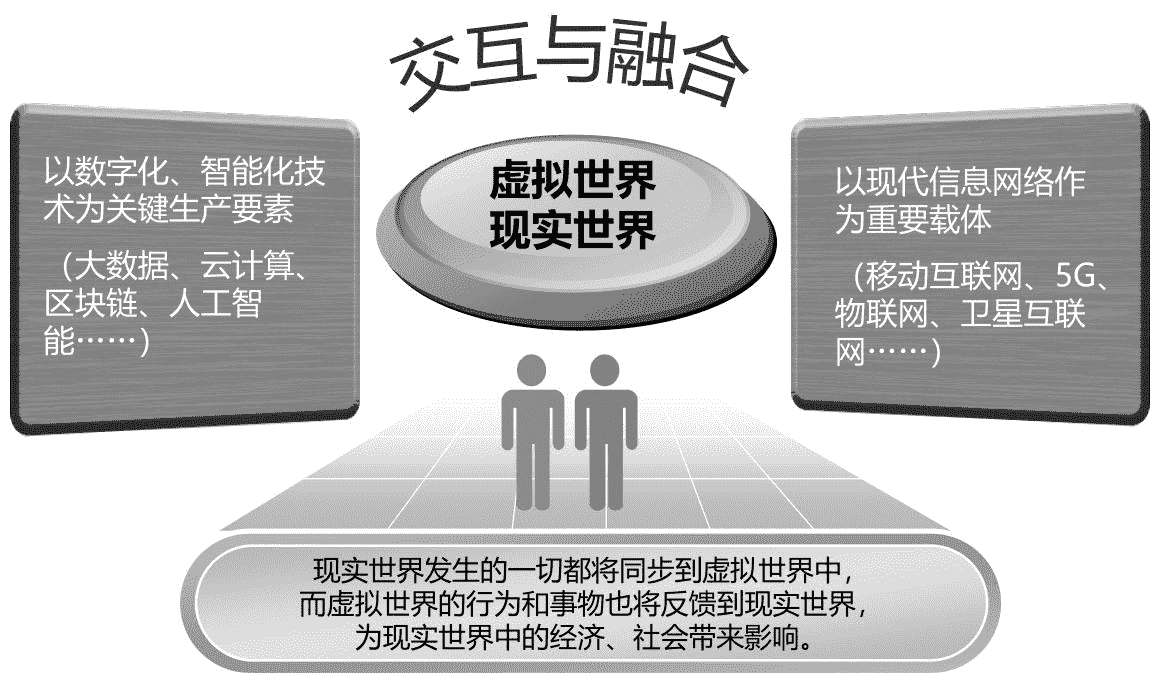 交互与融合
虚拟世界
现实世界
以数字化、智能化技
术为关键生产要素
（大数据、云计算、
区块链、人工智
能……）
以现代信息网络作
为重要载体
（移动互联网、5G、
物联网、卫星互联
网……）
现实世界发生的一切都将同步到虚拟世界中，
而虚拟世界的行为和事物也将反馈到现实世界，
为现实世界中的经济、社会带来影响。